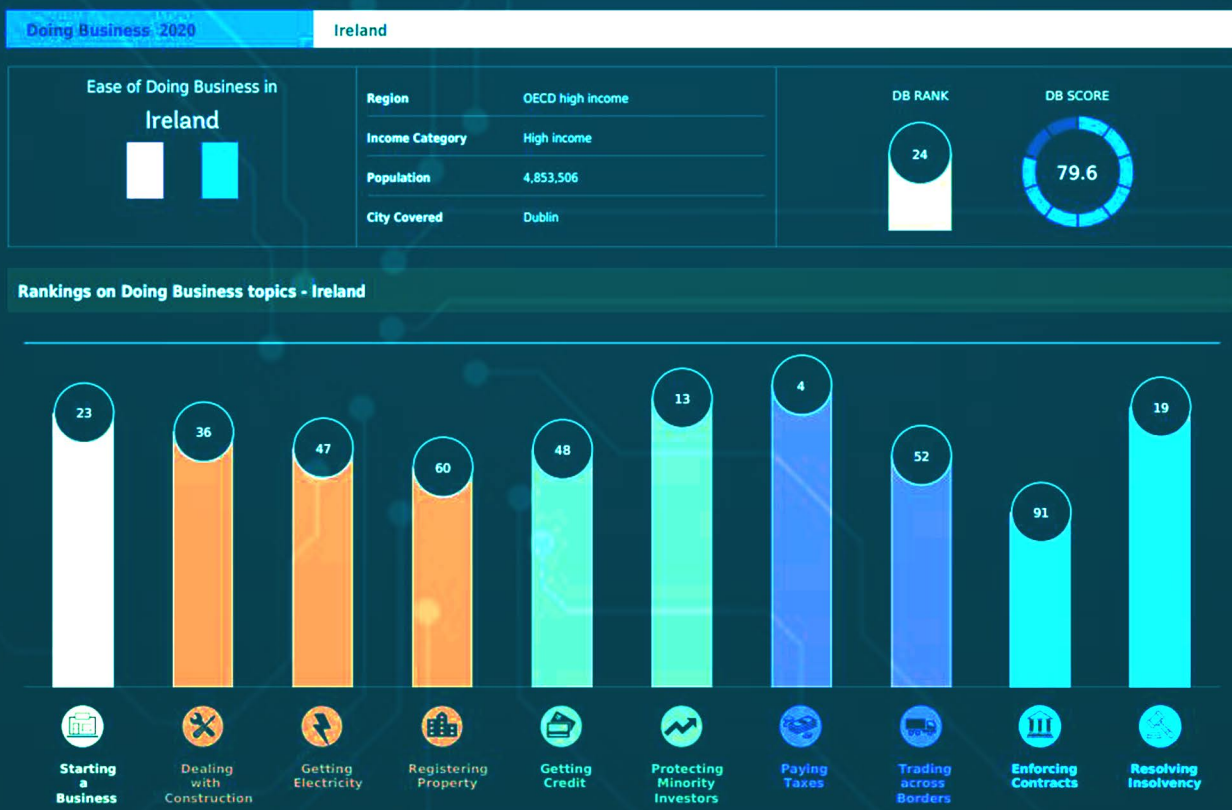 Doing Business 2020
Ireland
Ease of Doing Business in
Ireland
Region OECD high income
Income Category High income
Population 4,853,506
City Covered Dublin
DB RANK
24
DB SCORE
79.6
Rankings on Doing Business topics - Ireland
23
36
47
60
48
13
4
52
91
19
Starting
a
Business
Dealing
with
Construction
Getting
Electricity
Registering
Property
Getting
Credit
Protecting
Minority
Investors
Paying
Taxes
Trading
across
Borders
Enforcing
Contracts
Resolving
Insolvency